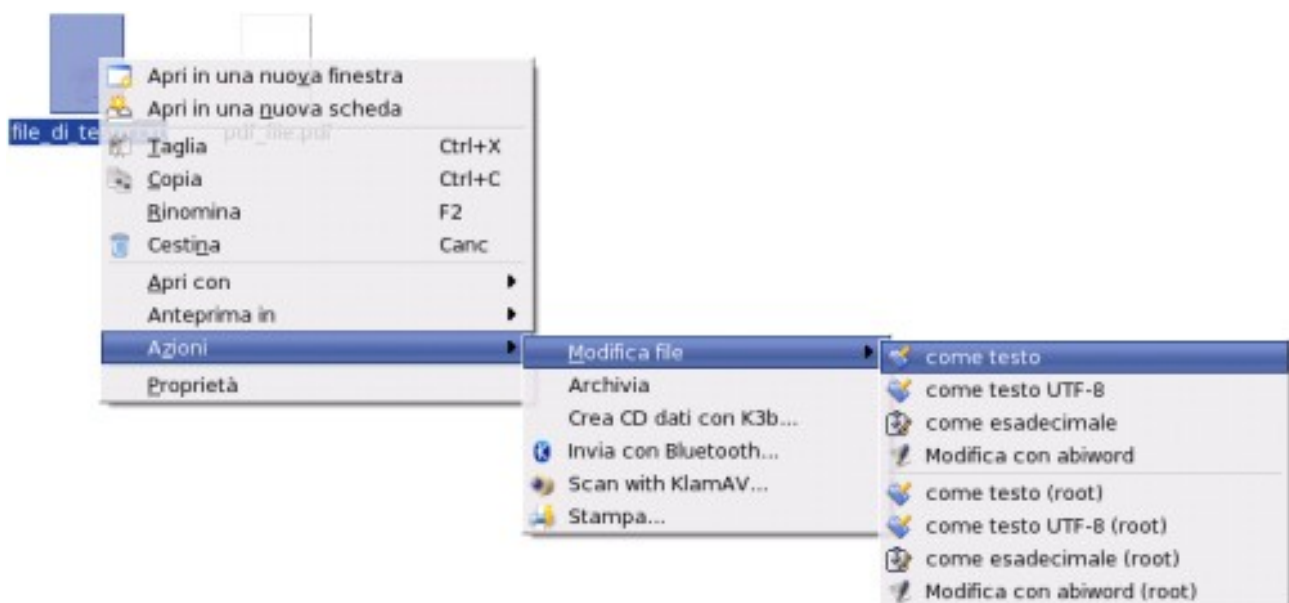 file_di_te
pdf_file.pdf
Apri in una nuova finestra
Apri in una nuova scheda
Taglia Ctrl+X
Copia Ctrl+C
Rinomina F2
Cestina Canc
Apri con
Anteprima in
Azioni
Proprietà
Modifica file
Archivia
Crea CD dati con K3b...
Invia con Bluetooth...
Scan with KlamAV...
Stampa...
come testo
come testo UTF-8
come esadecimale
Modifica con abiword
come testo (root)
come testo UTF-8 (root)
come esadecimale (root)
Modifica con abiword (root)